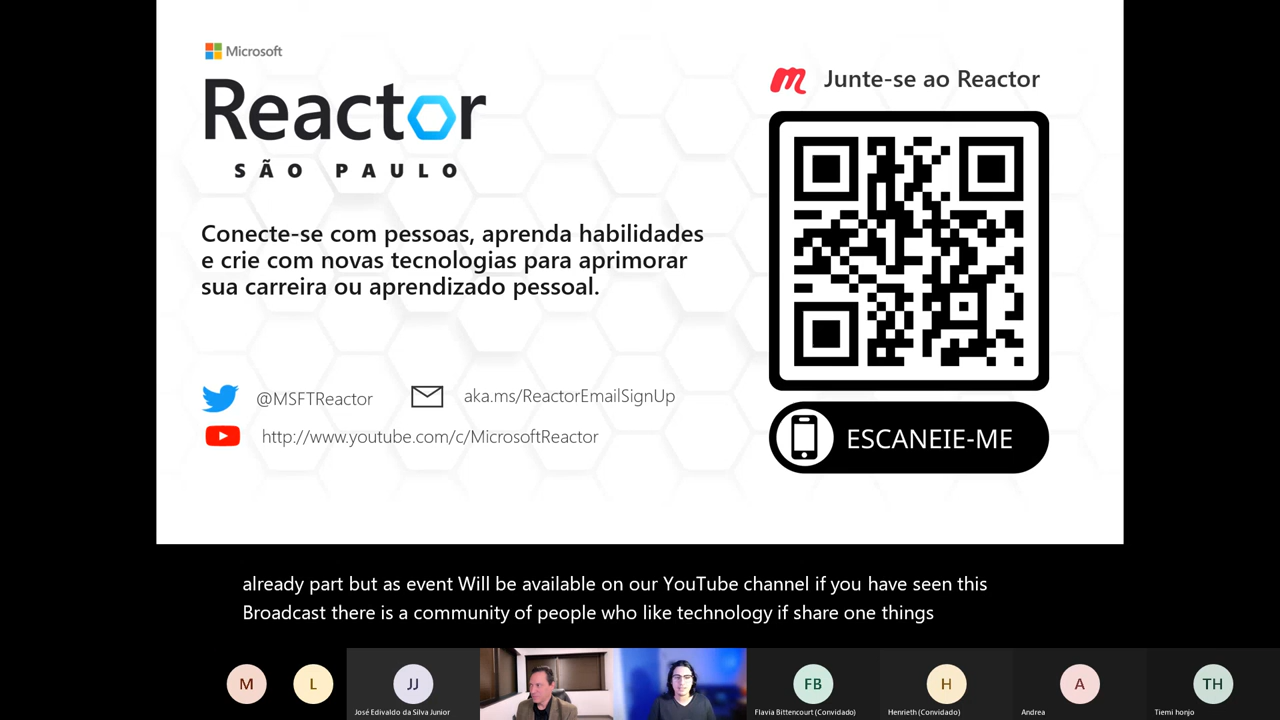 Microsoft
Reactor
SÃO PAULO
Conecte-se com pessoas, aprenda habilidades
e crie com novas tecnologias para aprimorar
sua carreira ou aprendizado pessoal.
@MSFTReactor
aka.ms/ReactorEmailSignUp
http://www.youtube.com/c/MicrosoftReactor
Junte-se ao Reactor
ESCANEIE-ME
already part but as event Will be available on our YouTube channel if you have seen this
Broadcast there is a community of people who like technology if share one things
M
L
JJ
José Edivaldo da Silva Junior
FB
Flavia Bittencourt (Convidado)
H
Henrieth (Convidado)
A
Andrea
TH
Tiemi honjo